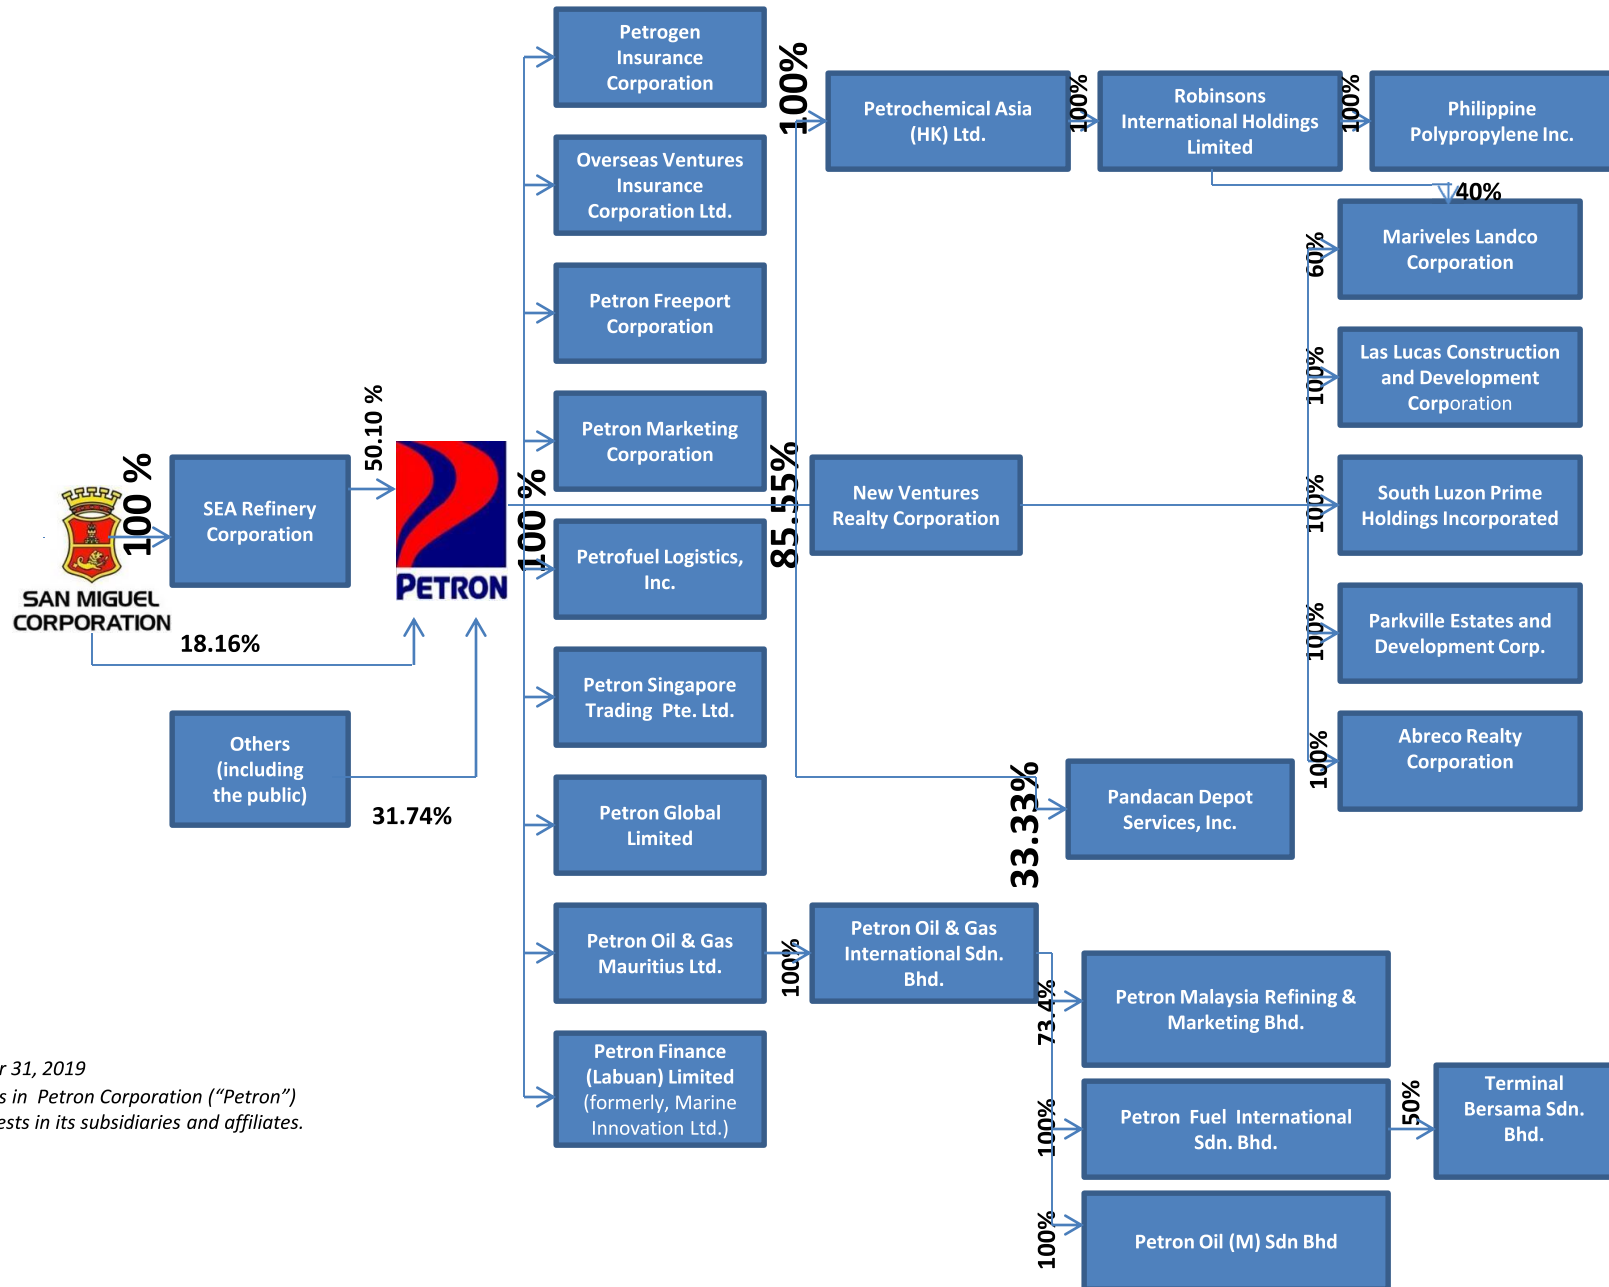 Petrogen
Insurance
Corporation
Overseas Ventures
Insurance
Corporation Ltd.
Petron Freeport
Corporation
Petron Marketing
Corporation
Petrofuel Logistics,
Inc.
Petron Singapore
Trading Pte. Ltd.
Petron Global
Limited
Petron Oil & Gas
Mauritius Ltd.
Petron Finance
(Labuan) Limited
(formerly, Marine
Innovation Ltd.)
100%
Petrochemical Asia
(HK) Ltd.
100%
Robinsons
International Holdings
Limited
100%
Philippine
Polypropylene Inc.
40%
60%
Mariveles Landco
Corporation
100%
Las Lucas Construction
and Development
Corporation
100%
South Luzon Prime
Holdings Incorporated
100%
Parkville Estates and
Development Corp.
100%
Abreco Realty
Corporation
SAN MIGUEL
CORPORATION
100 %
SEA Refinery
Corporation
50.10 %
PETRON
100 %
85.55%
New Ventures
Realty Corporation
18.16%
Others
(including
the public)
31.74%
33.33%
Pandacan Depot
Services, Inc.
100%
Petron Oil & Gas
International Sdn.
Bhd.
73.4%
Petron Malaysia Refining &
Marketing Bhd.
100%
Petron Fuel International
Sdn. Bhd.
50%
Terminal
Bersama Sdn.
Bhd.
100%
Petron Oil (M) Sdn Bhd
r 31, 2019
s in Petron Corporation (“Petron”)
ests in its subsidiaries and affiliates.